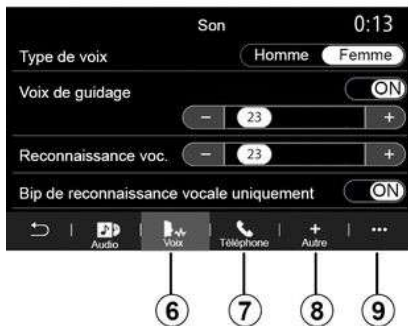 Son 0:13
Type de voix Homme Femme
Voix de guidage ON
− 23 +
Reconnaissance voc. − 23 +
Bip de reconnaissance vocale uniquement ON
Audio Voix Téléphone + Autre ...
6 7 8 9